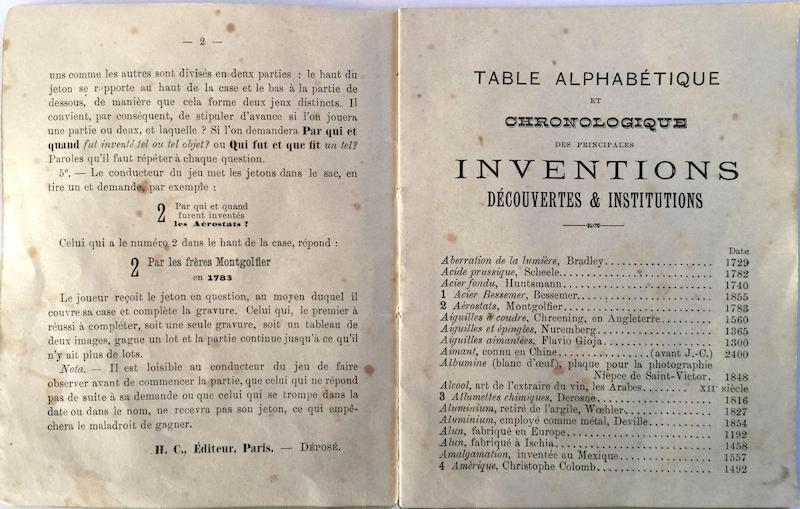 — 2 —
uns comme les autres sont divisés en deux parties : le haut du
jeton se rapporte au haut de la case et le bas à la partie de
dessous, de manière que cela forme deux jeux distincts. Il
convient, par conséquent, de stipuler d'avance si l'on jouera
une partie ou deux, et laquelle ? Si l'on demandera Par qui et
quand fut inventé tel ou tel objet? ou Qui fut et que fit un tel?
Paroles qu'il faut répéter à chaque question.
5°. — Le conducteur du jeu met les jetons dans le sac, en
tire un et demande, par exemple :
2 Par qui et quand
furent inventés
les Aérostats ?
Celui qui a le numéro 2 dans le haut de la case, répond :
2 Par les frères Montgolfier
en 1783
Le joueur reçoit le jeton en question, au moyen duquel il
couvre sa case et complète la gravure. Celui qui, le premier à
réussi à compléter, soit une seule gravure, soit un tableau de
deux images, gagne un lot et la partie continue jusqu'à ce qu'il
n'y ait plus de lots.
Nota. — Il est loisible au conducteur du jeu de faire
observer avant de commencer la partie, que celui qui ne répond
pas de suite à sa demande ou que celui qui se trompe dans la
date ou dans le nom, ne recevra pas son jeton, ce qui empê-
chera le maladroit de gagner.
H. C., Éditeur, Paris. — DÉPOSÉ.
TABLE ALPHABÉTIQUE
ET
CHRONOLOGIQUE
DES PRINCIPALES
INVENTIONS
DÉCOUVERTES & INSTITUTIONS
Date
Aberration de la lumière, Bradley 1729
Acide prussique, Scheele 1782
Acier fondu, Huntsmann 1740
1 Acier Bessemer, Bessemer 1855
2 Aérostats, Montgolfier 1783
Aiguilles à coudre, Chreening, en Angleterre 1560
Aiguilles et épingles, Nuremberg 1365
Aiguilles aimantées, Flavio Gioja 1300
Aimant, connu en Chine (avant J.-C.) 2400
Albumine (blanc d'œuf), plaque pour la photographie
Niepce de Saint-Victor. 1848
Alcool, art de l'extraire du vin, les Arabes XIIe siècle
3 Allumettes chimiques, Derosne 1816
Aluminium, retiré de l'argile, Wœhler 1827
Aluminium, employé comme métal, Deville 1854
Alun, fabriqué en Europe 1192
Alun, fabriqué à Ischia 1458
Amalgamation, inventée au Mexique 1557
4 Amérique, Christophe Colomb 1492